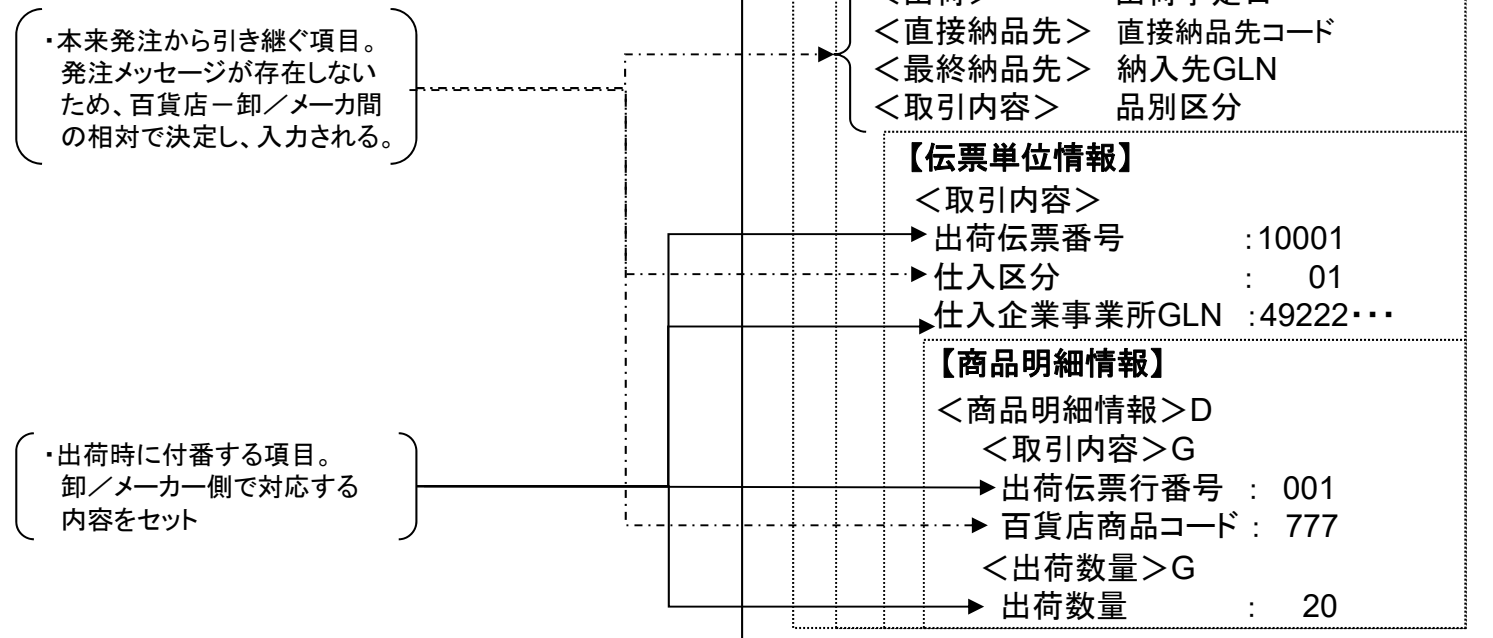 ・本来発注から引き継ぐ項目。
発注メッセージが存在しない
ため、百貨店－卸／メーカ間
の相対で決定し、入力される。
・出荷時に付番する項目。
卸／メーカー側で対応する
内容をセット
＜直接納品先＞ 直接納品先コード
＜最終納品先＞ 納入先GLN
＜取引内容＞ 品別区分
【伝票単位情報】
＜取引内容＞
出荷伝票番号 :10001
仕入区分 : 01
仕入企業事業所GLN :49222・・・
【商品明細情報】
＜商品明細情報＞D
＜取引内容＞G
出荷伝票行番号 : 001
百貨店商品コード : 777
＜出荷数量＞G
出荷数量 : 20